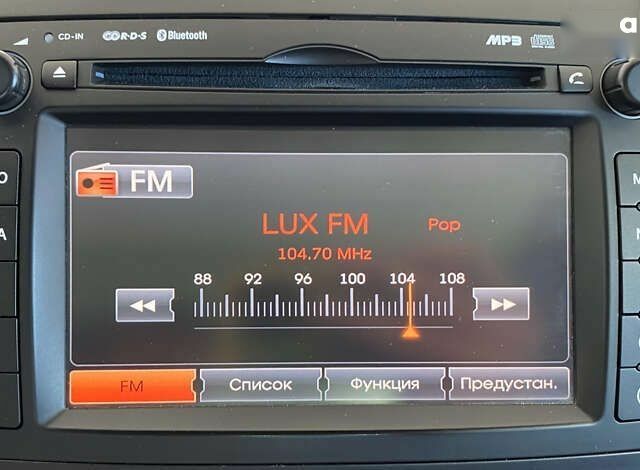 CD-IN R·D·S Bluetooth MP3
FM
LUX FM Pop
104.70 MHz
88 92 96 100 104 108
FM Список Функция Предустан.